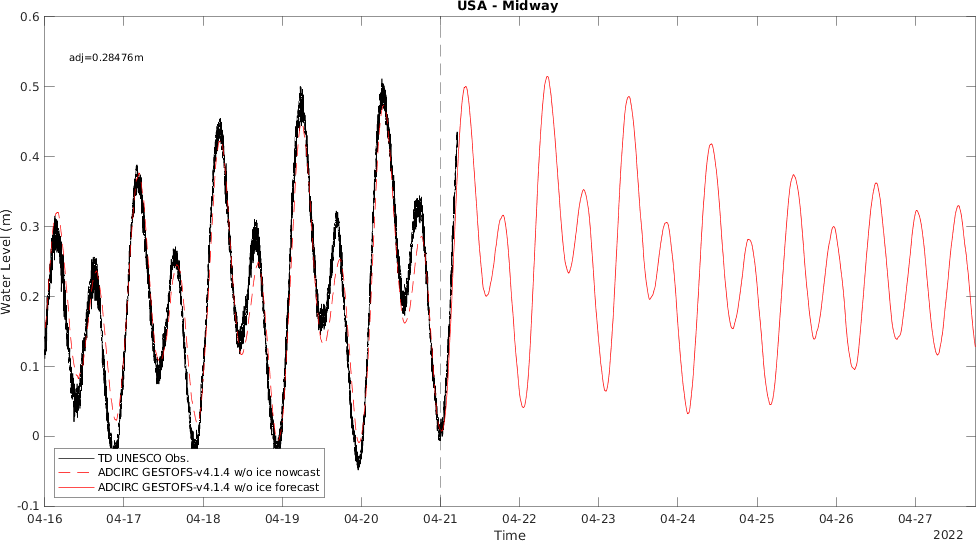 USA - Midway
0.6
adj=0.28476m
0.5
0.4
0.3
Water Level (m)
0.2
0.1
0
TD UNESCO Obs.
ADCIRC GESTOFS-v4.1.4 w/o ice nowcast
ADCIRC GESTOFS-v4.1.4 w/o ice forecast
-0.1
04-16 04-17 04-18 04-19 04-20 04-21 04-22 04-23 04-24 04-25 04-26 04-27
Time 2022